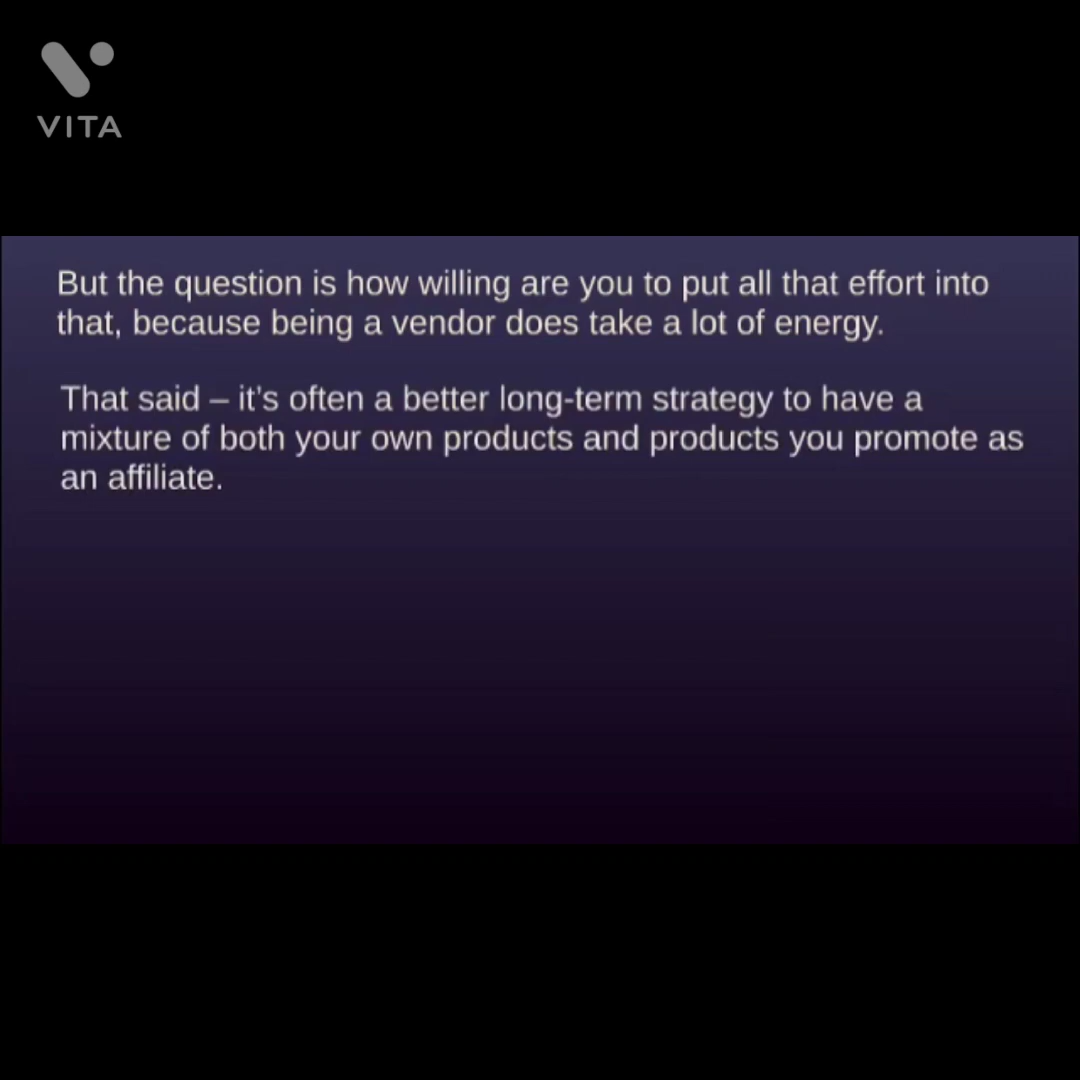 VITA
But the question is how willing are you to put all that effort into
that, because being a vendor does take a lot of energy.
That said – it’s often a better long-term strategy to have a
mixture of both your own products and products you promote as
an affiliate.